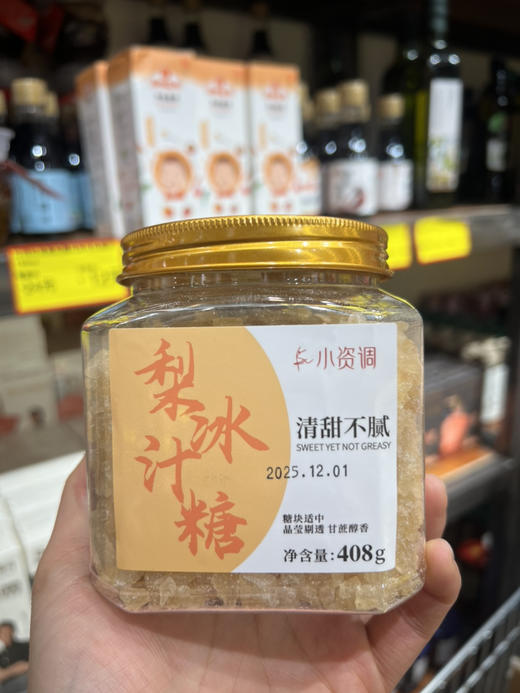 小资调
梨汁冰糖
清甜不腻
SWEET YET NOT GREASY
2025.12.01
糖块适中
晶莹剔透 甘蔗醇香
净含量:408g